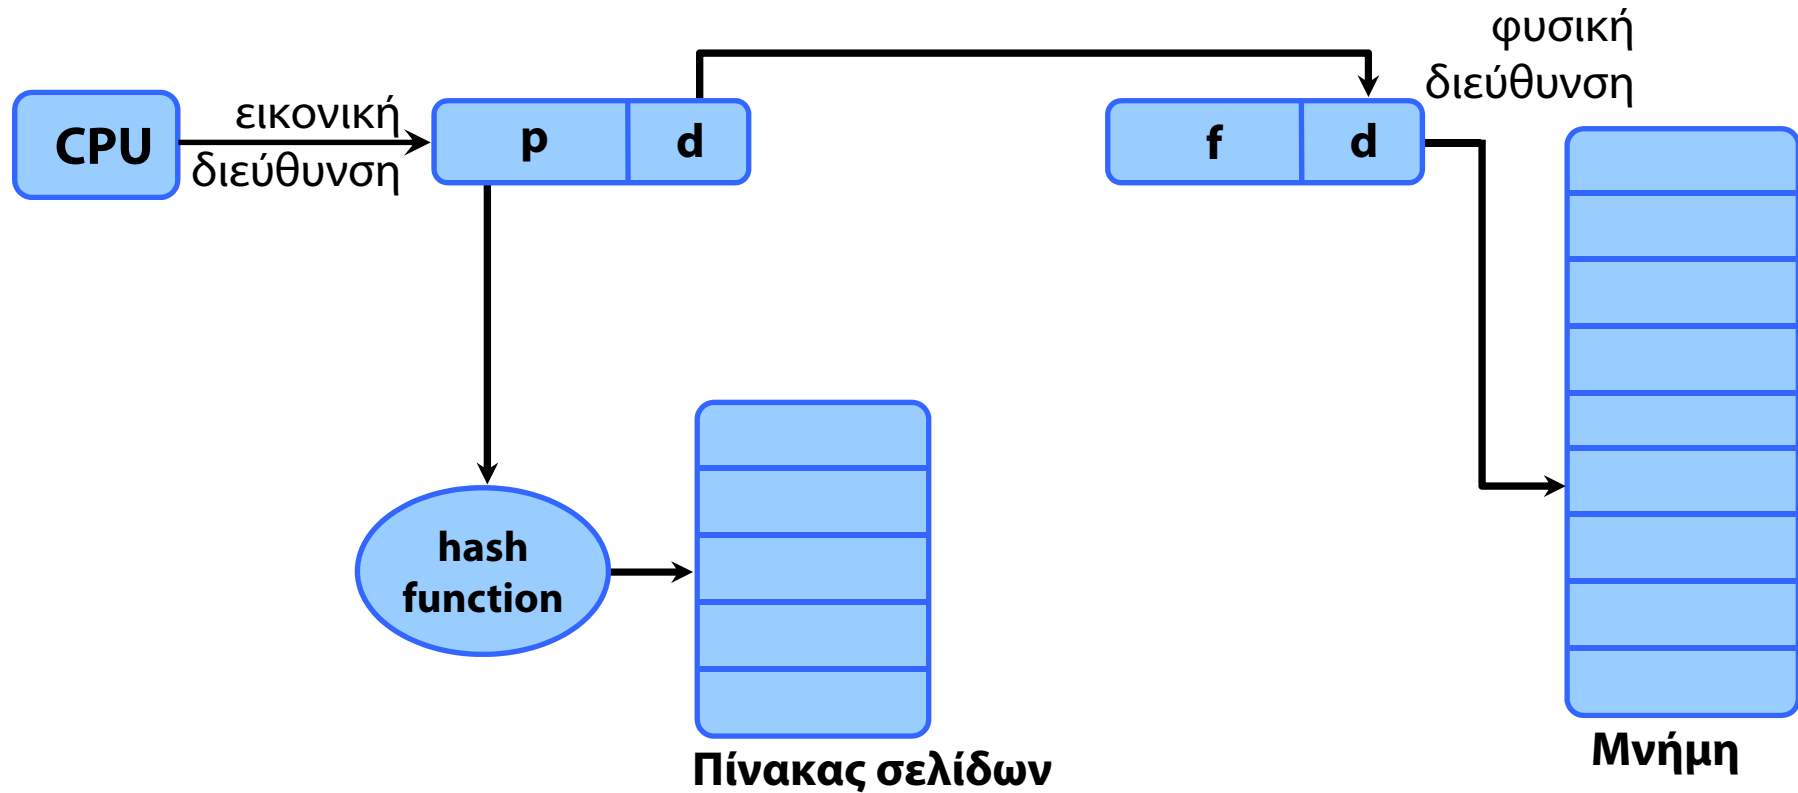 CPU
εικονική
διεύθυνση
p
d
f
d
φυσική
διεύθυνση
hash
function
Πίνακας σελίδων
Μνήμη